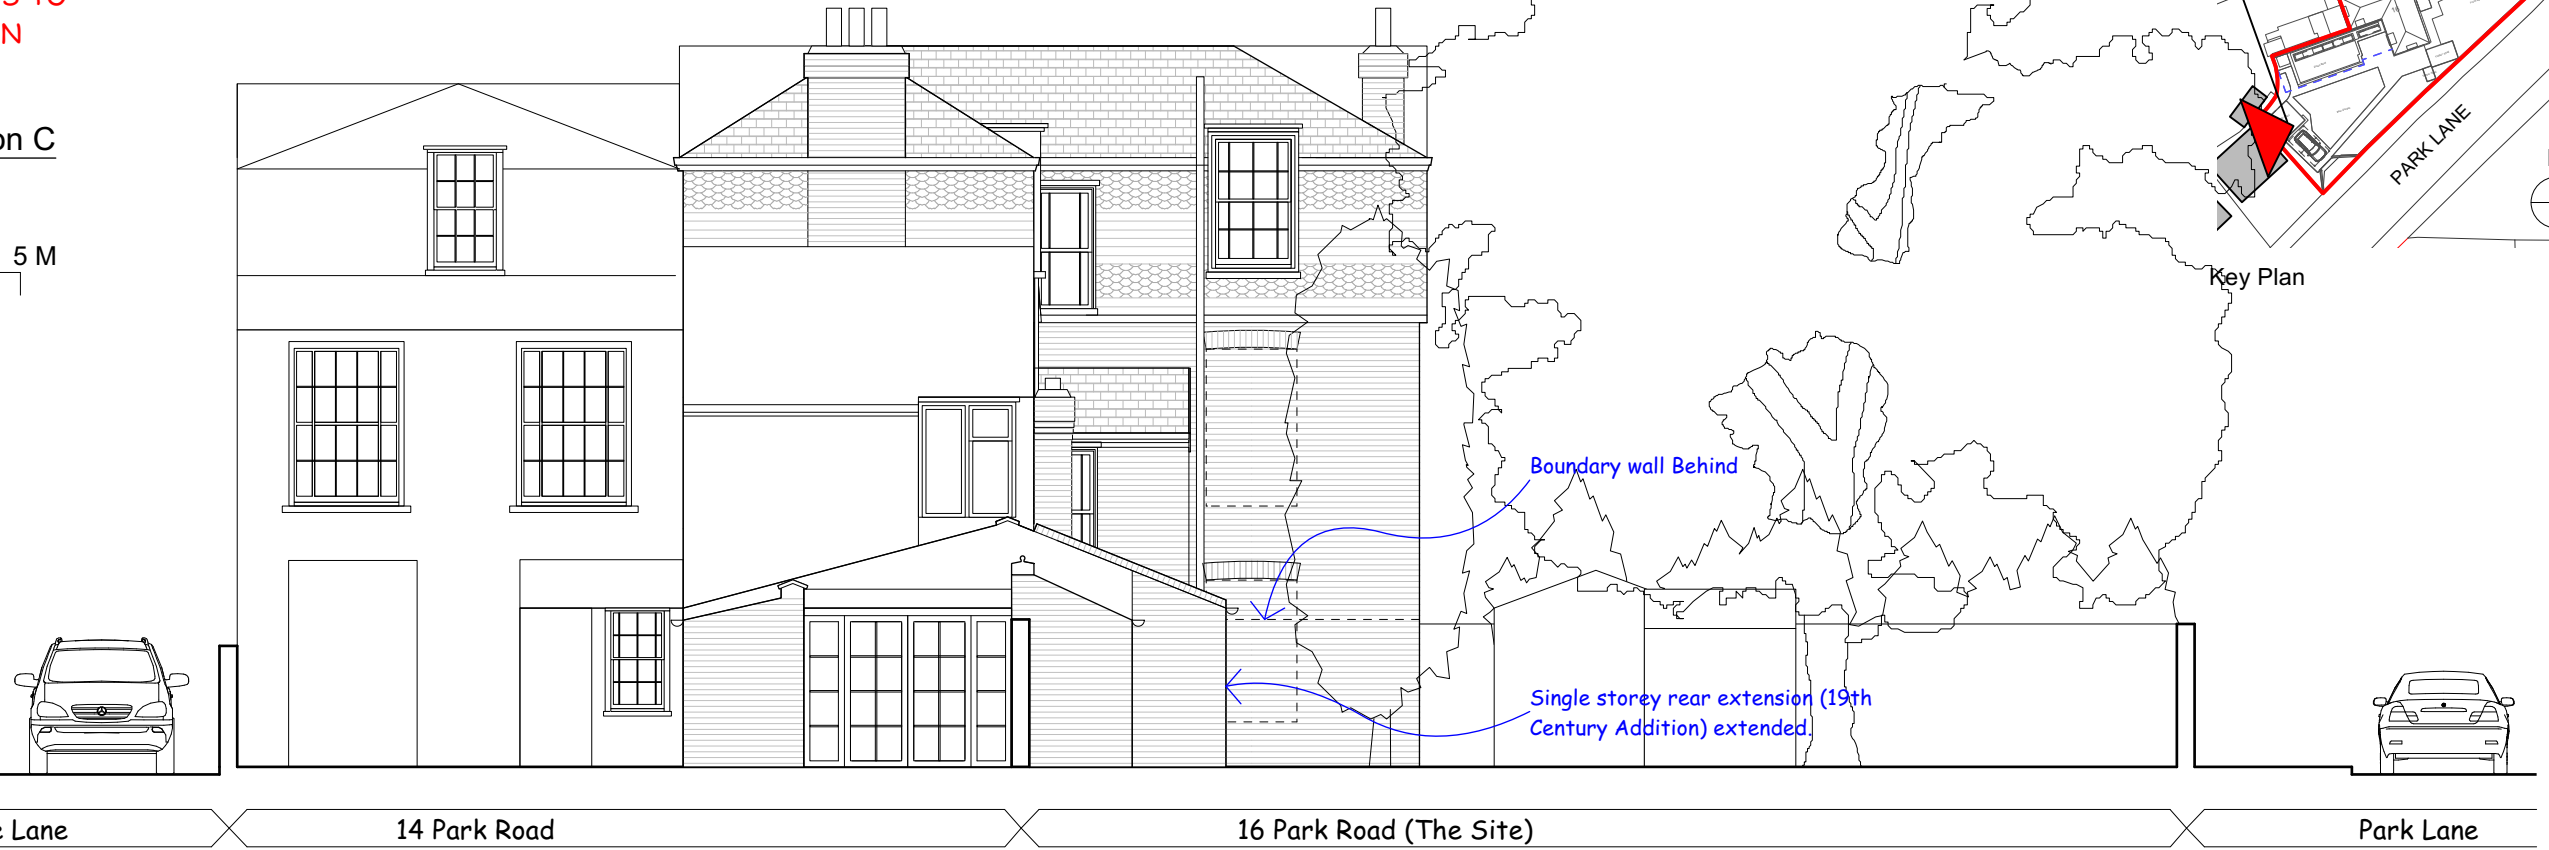 N
on C
5 M
PARK LANE
Key Plan
Boundary wall Behind
Single storey rear extension (19th
Century Addition) extended.
Lane
14 Park Road
16 Park Road (The Site)
Park Lane